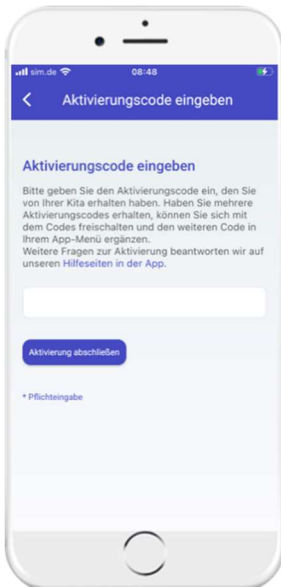 sim.de
08:48
Aktivierungscode eingeben
Aktivierungscode eingeben
Bitte geben Sie den Aktivierungscode ein, den Sie
von Ihrer Kita erhalten haben. Haben Sie mehrere
Aktivierungscodes erhalten, können Sie sich mit
dem Codes freischalten und den weiteren Code in
Ihrem App-Menü ergänzen.
Weitere Fragen zur Aktivierung beantworten wir auf
unseren Hilfeseiten in der App.
Aktivierung abschließen
* Pflichteingabe